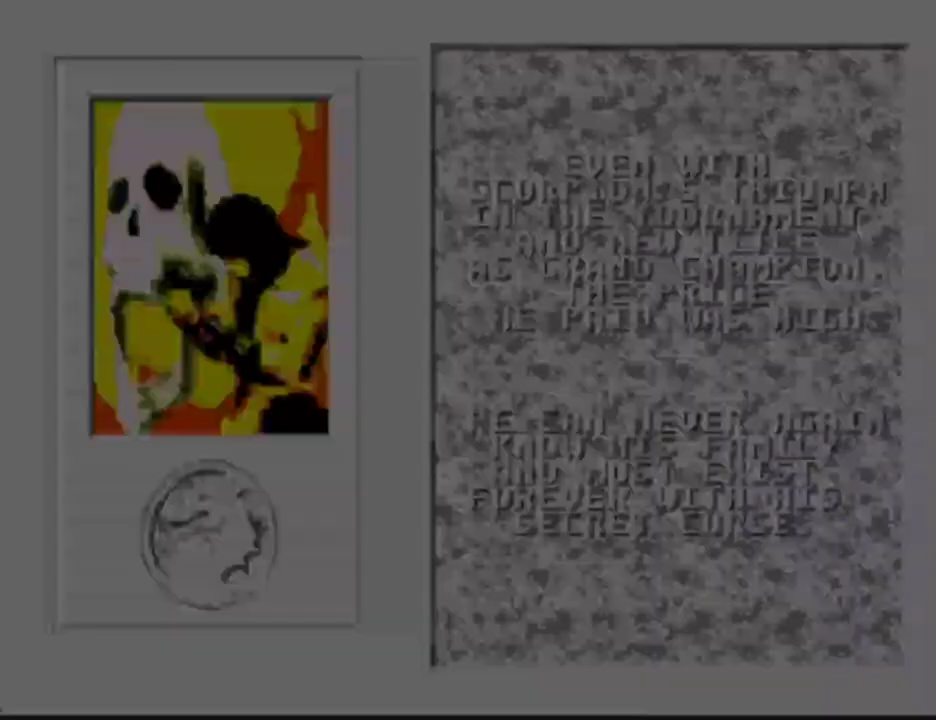 EVEN WITH
SCORPION'S TRIUMPH
IN THE TOURNAMENT
AND NEW TITLE
AS GRAND CHAMPION,
THE PRICE
HE PAID WAS HIGH.
HE CAN NEVER AGAIN
KNOW HIS FAMILY
AND MUST EXIST
FOREVER WITH HIS
SECRET CURSE.